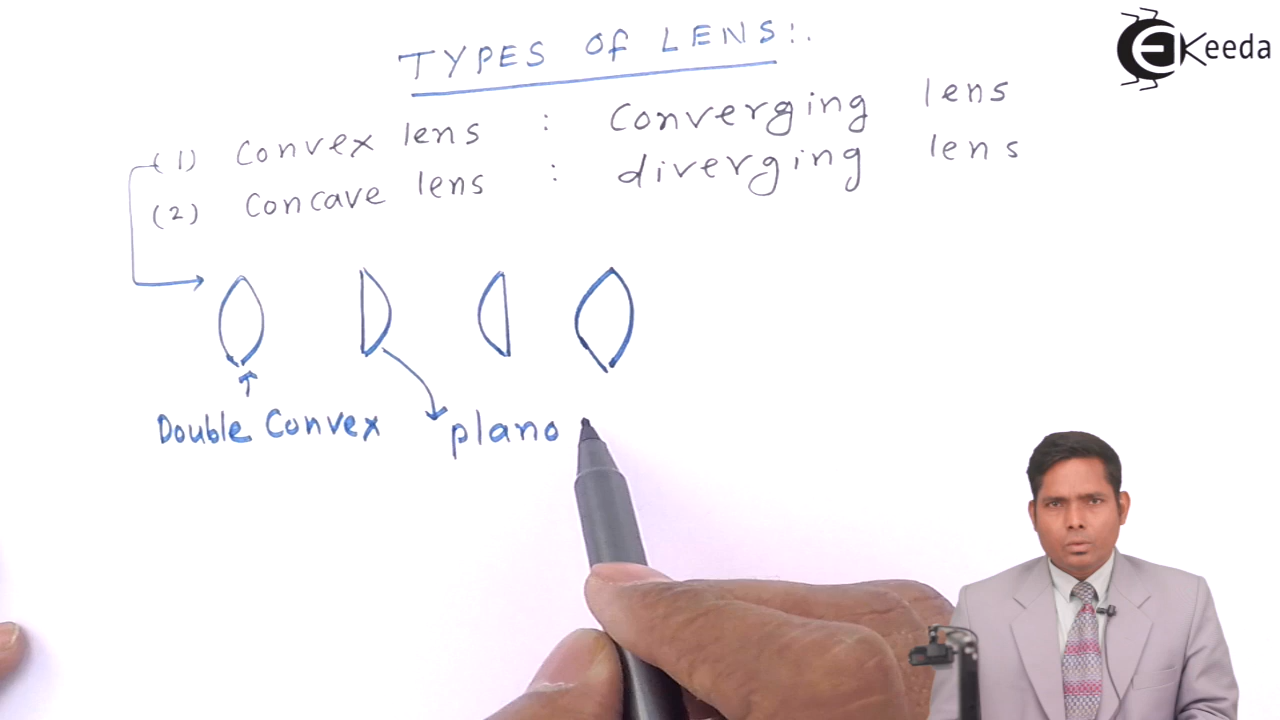 TYPES Of LENS:.
EKeeda
(1) Convex lens : Converging lens
(2) Concave lens : diverging lens
Double Convex
plano